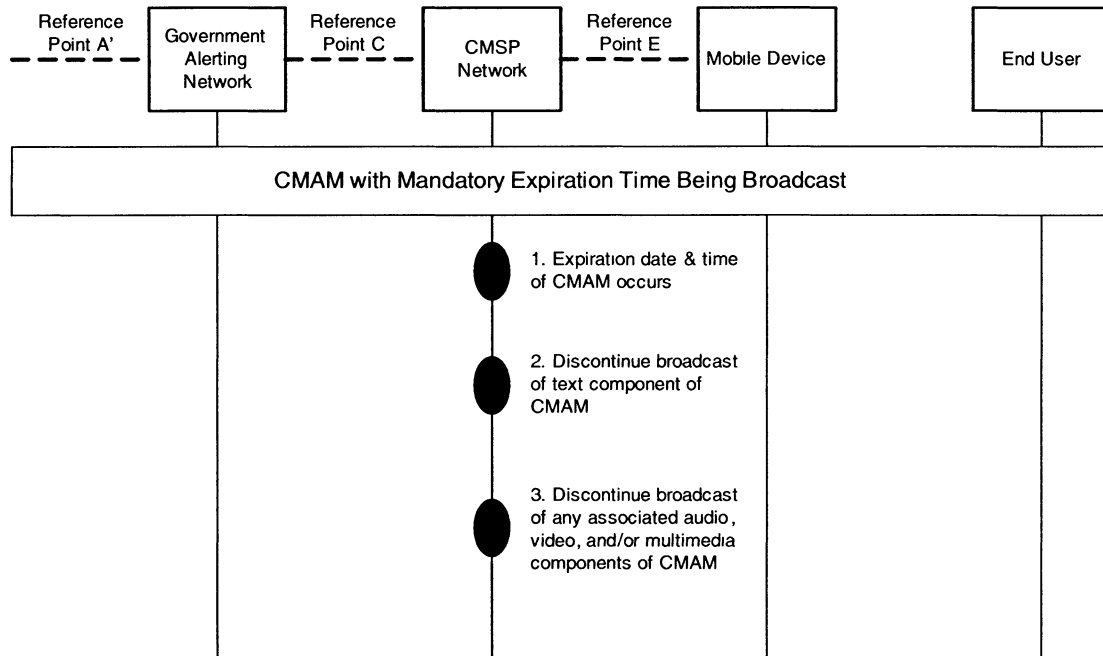 Reference
Point A'
Government
Alerting
Network
Reference
Point C
CMSP
Network
Reference
Point E
Mobile Device
End User
CMAM with Mandatory Expiration Time Being Broadcast
1. Expiration date & time
of CMAM occurs
2. Discontinue broadcast
of text component of
CMAM
3. Discontinue broadcast
of any associated audio,
video, and/or multimedia
components of CMAM